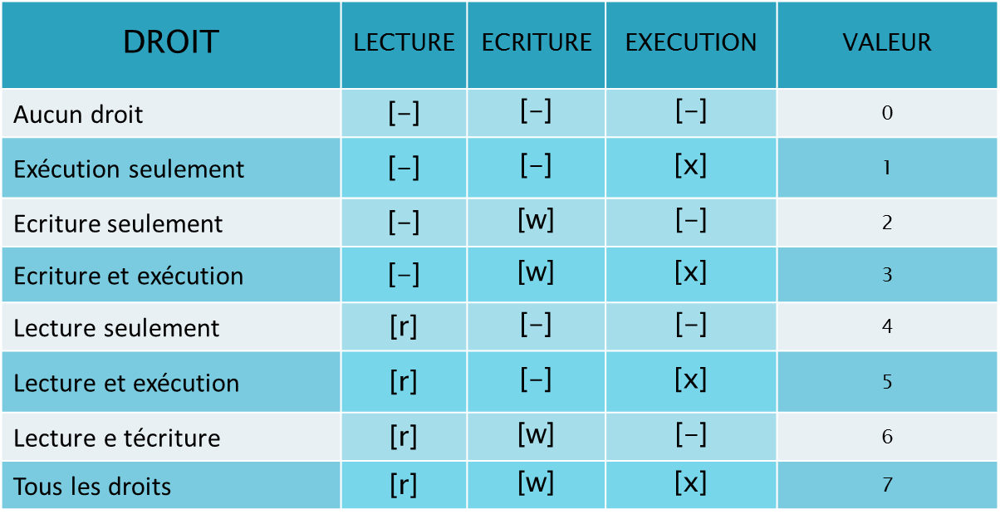 DROIT LECTURE ECRITURE EXECUTION VALEUR
Aucun droit [-] [-] [-] 0
Exécution seulement [-] [-] [x] 1
Ecriture seulement [-] [w] [-] 2
Ecriture et exécution [-] [w] [x] 3
Lecture seulement [r] [-] [-] 4
Lecture et exécution [r] [-] [x] 5
Lecture e técriture [r] [w] [-] 6
Tous les droits [r] [w] [x] 7